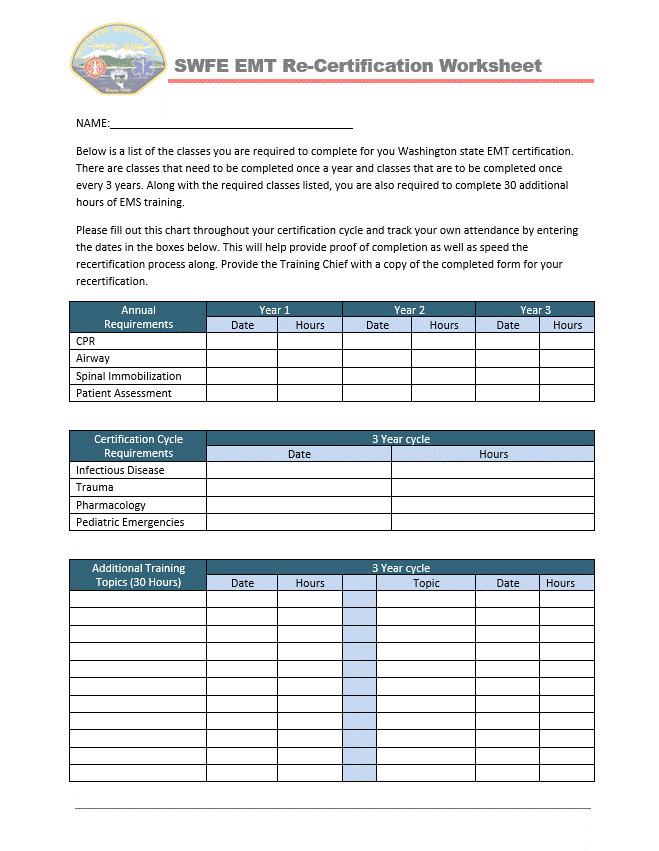 SWFE EMT Re-Certification Worksheet
NAME:
Below is a list of the classes you are required to complete for you Washington state EMT certification.
There are classes that need to be completed once a year and classes that are to be completed once
every 3 years. Along with the required classes listed, you are also required to complete 30 additional
hours of EMS training.
Please fill out this chart throughout your certification cycle and track your own attendance by entering
the dates in the boxes below. This will help provide proof of completion as well as speed the
recertification process along. Provide the Training Chief with a copy of the completed form for your
recertification.
Annual Requirements Year 1 Year 2 Year 3
Date Hours Date Hours Date Hours
CPR
Airway
Spinal Immobilization
Patient Assessment
Certification Cycle Requirements 3 Year cycle
Date Hours
Infectious Disease
Trauma
Pharmacology
Pediatric Emergencies
Additional Training Topics (30 Hours) 3 Year cycle
Date Hours Topic Date Hours